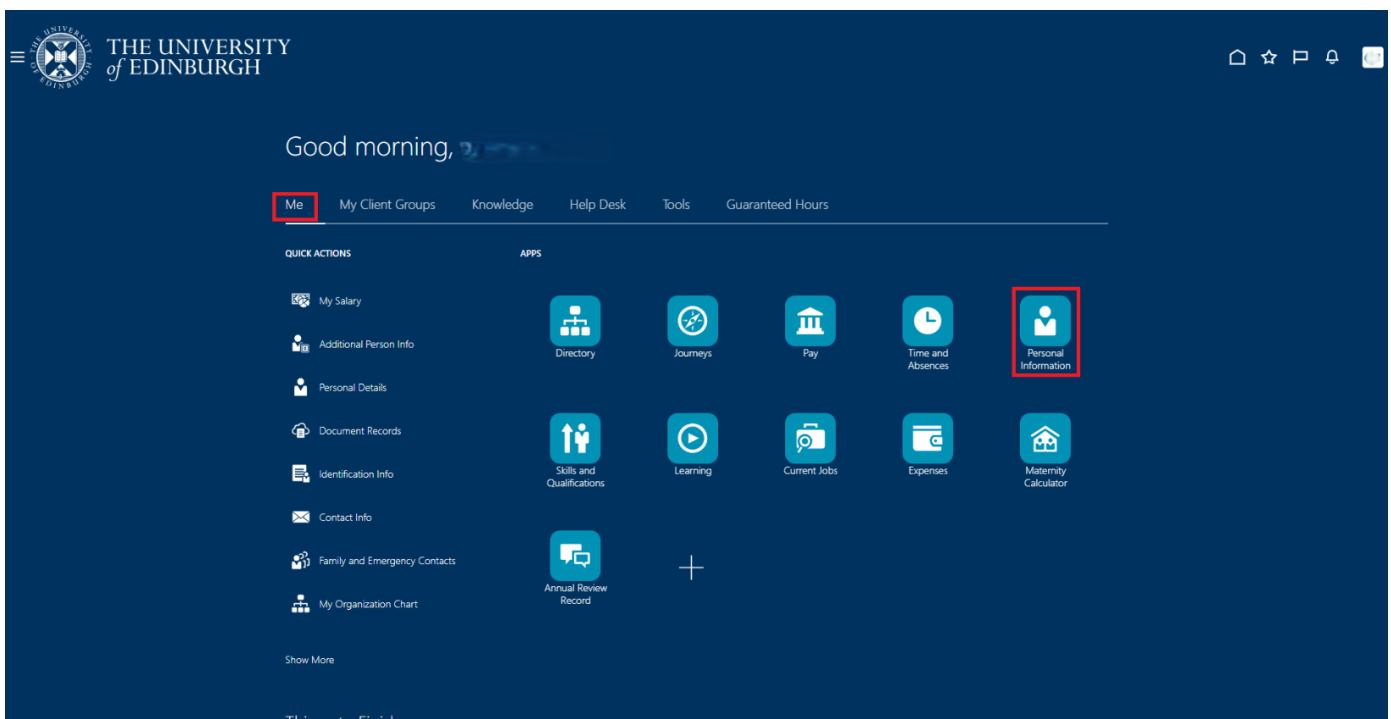 THE UNIVERSITY
of EDINBURGH
Good morning,
Me My Client Groups Knowledge Help Desk Tools Guaranteed Hours
QUICK ACTIONS
My Salary
Additional Person Info
Personal Details
Document Records
Identification Info
Contact Info
Family and Emergency Contacts
My Organization Chart
Show More
APPS
Directory
Journeys
Pay
Time and
Absences
Personal
Information
Skills and
Qualifications
Learning
Current Jobs
Expenses
Maternity
Calculator
Annual Review
Record